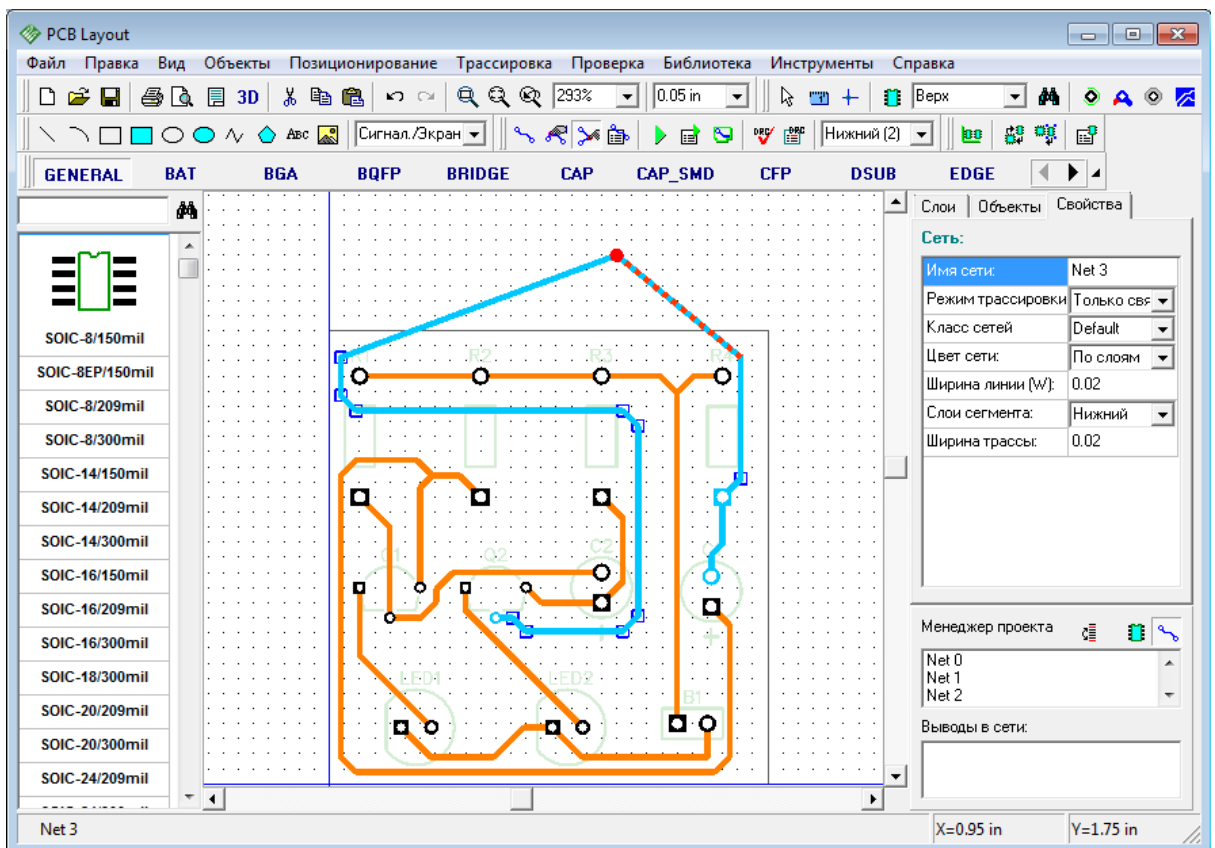 PCB Layout
Файл Правка Вид Объекты Позиционирование Трассировка Проверка Библиотека Инструменты Справка
3D 293% 0.05 in Верх
Abc Сигнал./Экран DRC DRC Нижний (2)
GENERAL BAT BGA BQFP BRIDGE CAP CAP_SMD CFP DSUB EDGE
SOIC-8/150mil
SOIC-8EP/150mil
SOIC-8/209mil
SOIC-8/300mil
SOIC-14/150mil
SOIC-14/209mil
SOIC-14/300mil
SOIC-16/150mil
SOIC-16/209mil
SOIC-16/300mil
SOIC-18/300mil
SOIC-20/209mil
SOIC-20/300mil
SOIC-24/209mil
R1 R2 R3 R4
Q1 Q2 C2
+ +
LED1 LED2
B1
Слои Объекты Свойства
Сеть:
Имя сети: Net 3
Режим трассировки Только свя
Класс сетей Default
Цвет сети: По слоям
Ширина линии (W): 0.02
Слои сегмента: Нижний
Ширина трассы: 0.02
Менеджер проекта
Net 0
Net 1
Net 2
Выводы в сети:
Net 3 X=0.95 in Y=1.75 in